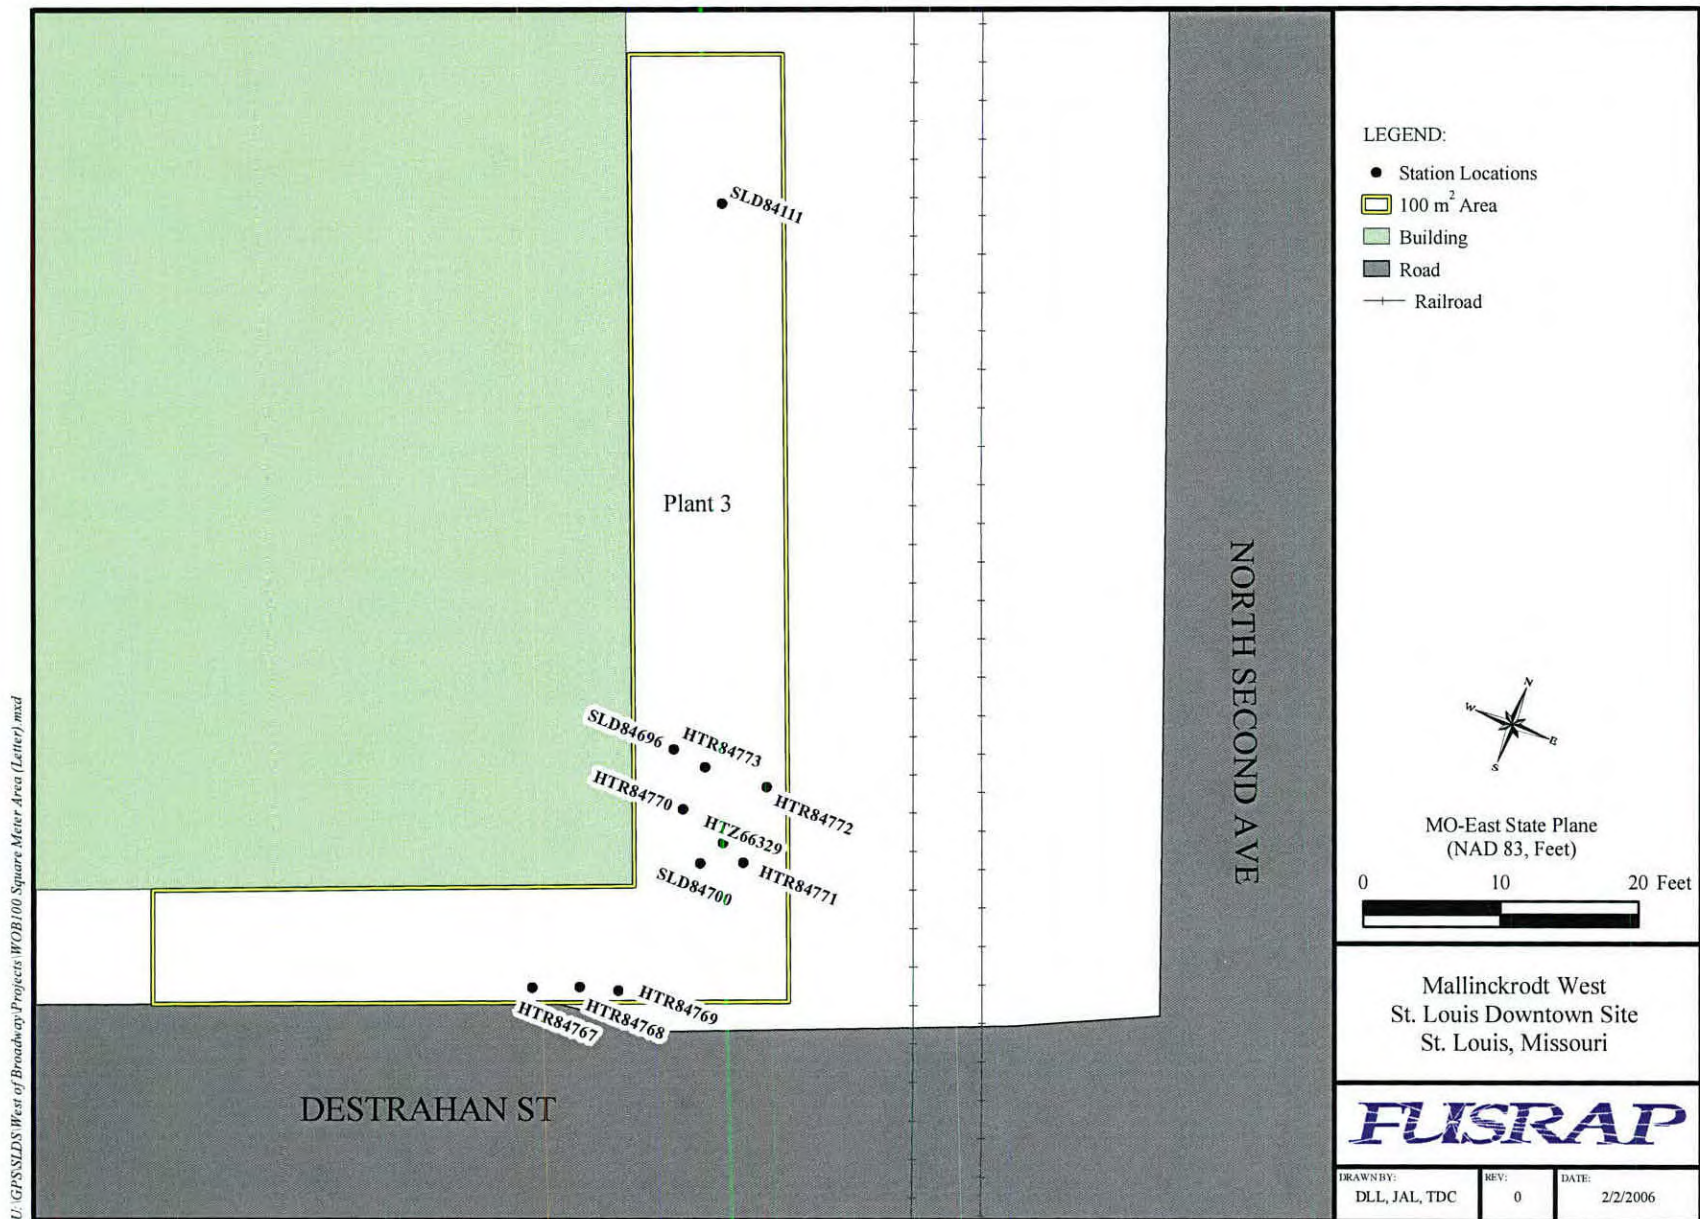 SLD84111
Plant 3
SLD84696
HTR84773
HTR84770
HTR84772
HTZ66329
SLD84700
HTR84771
HTR84767
HTR84768
HTR84769
DESTRAHAN ST
NORTH SECOND AVE
U:\GPS\SLDS\West of Broadway\Projects\WOB100 Square Meter Area (Letter).mxd
LEGEND:
Station Locations
100 m² Area
Building
Road
Railroad
N
W
E
S
MO-East State Plane
(NAD 83, Feet)
0 10 20 Feet
Mallinckrodt West
St. Louis Downtown Site
St. Louis, Missouri
FUSRAP
DRAWN BY: REV: DATE:
DLL, JAL, TDC 0 2/2/2006